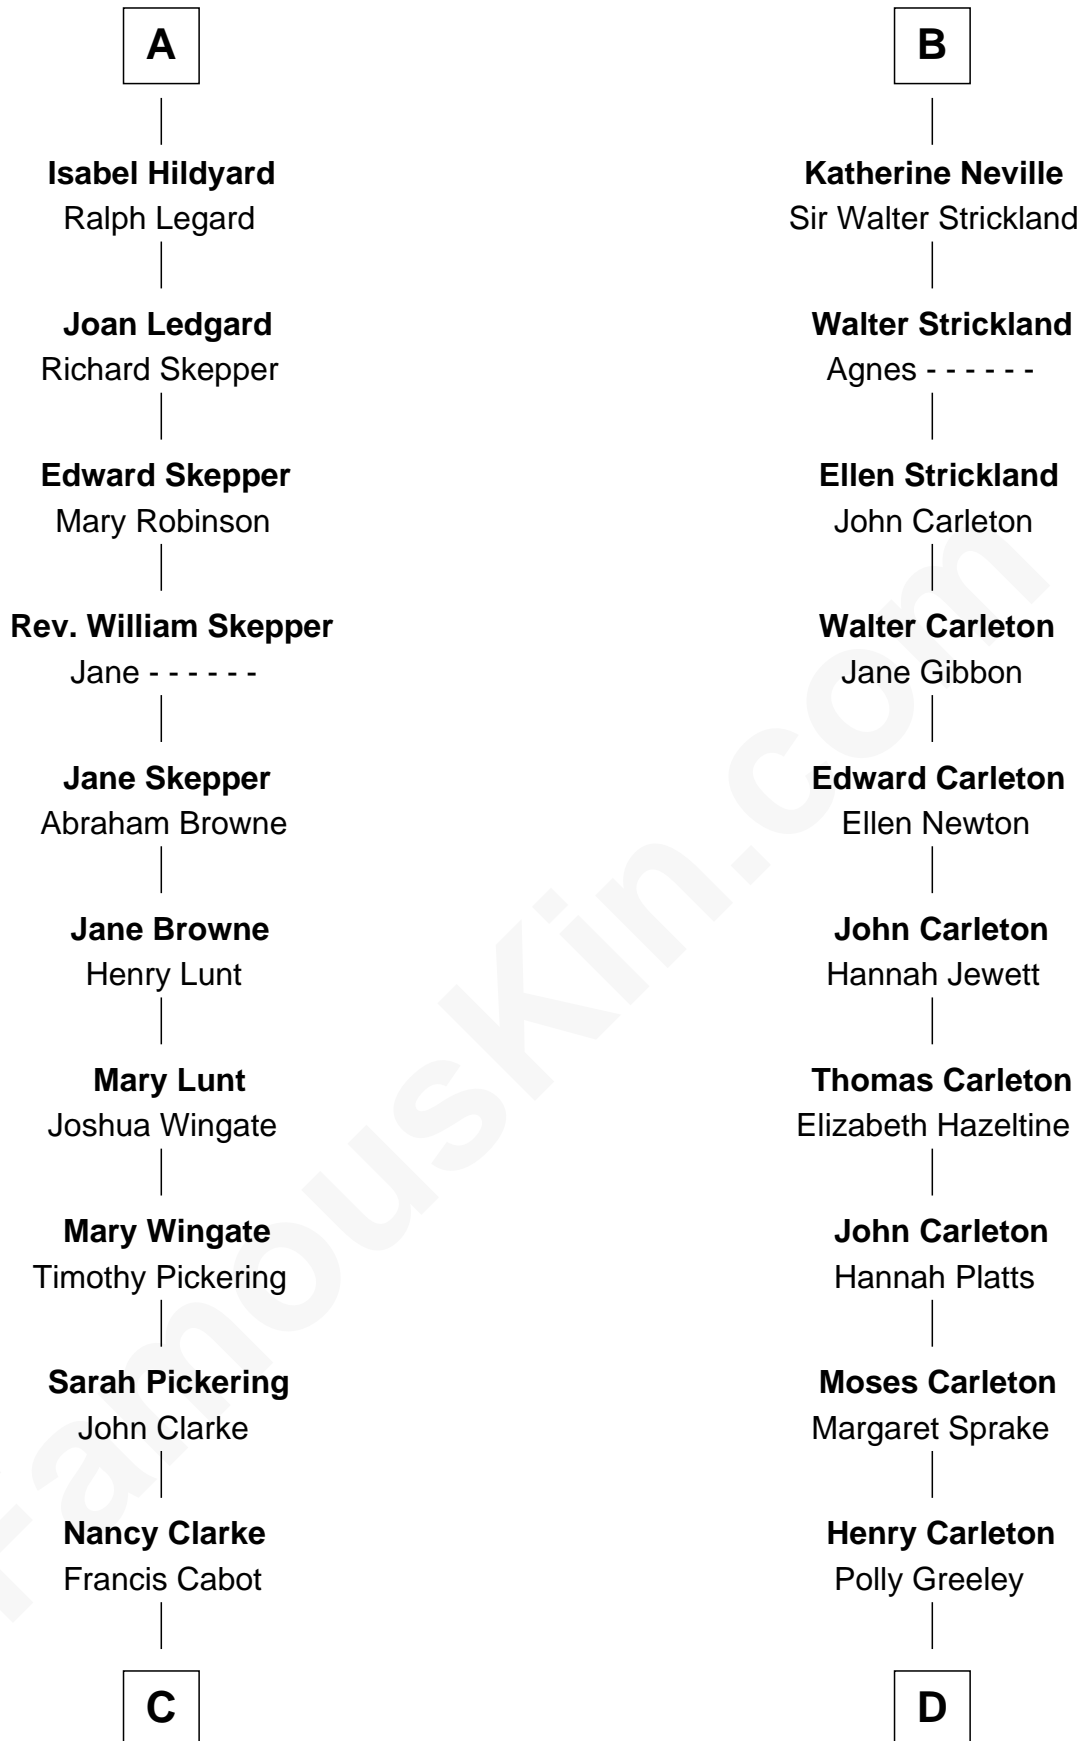 A
Isabel Hildyard
Ralph Legard
Joan Ledgard
Richard Skepper
Edward Skepper
Mary Robinson
Rev. William Skepper
Jane - - - - - -
Jane Skepper
Abraham Browne
Jane Browne
Henry Lunt
Mary Lunt
Joshua Wingate
Mary Wingate
Timothy Pickering
Sarah Pickering
John Clarke
Nancy Clarke
Francis Cabot
C
B
Katherine Neville
Sir Walter Strickland
Walter Strickland
Agnes - - - - - -
Ellen Strickland
John Carleton
Walter Carleton
Jane Gibbon
Edward Carleton
Ellen Newton
John Carleton
Hannah Jewett
Thomas Carleton
Elizabeth Hazeltine
John Carleton
Hannah Platts
Moses Carleton
Margaret Sprake
Henry Carleton
Polly Greeley
D
FamousKin.com